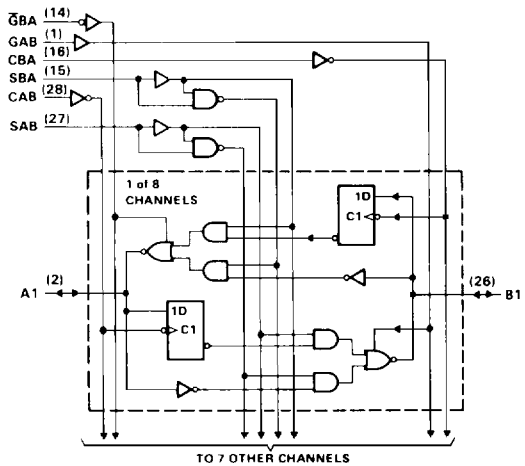 G̅BA (14)
GAB (1)
CBA (16)
SBA (15)
CAB (28)
SAB (27)
1 of 8
CHANNELS
1D
C1
A1 (2)
(26) B1
1D
C1
TO 7 OTHER CHANNELS